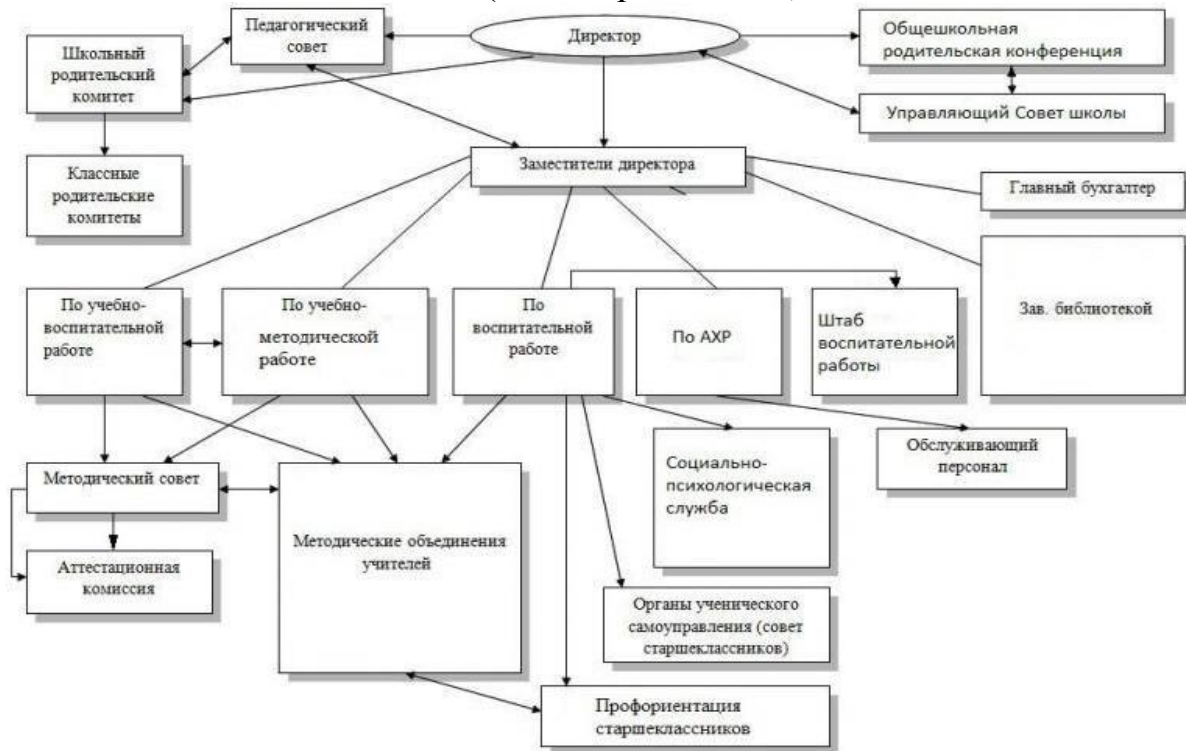 Педагогический
совет
Директор
Общешкольная
родительская конференция
Школьный
родительский
комитет
Управляющий Совет школы
Заместители директора
Классные
родительские
комитеты
Главный бухгалтер
По учебно-
воспитательной
работе
По учебно-
методической
работе
По
воспитательной
работе
По АХР
Штаб
воспитательной
работы
Зав. библиотекой
Методический совет
Социально-
психологическая
служба
Обслуживающий
персонал
Методические объединения
учителей
Аттестационная
комиссия
Органы ученического
самоуправления (совет
старшеклассников)
Профориентация
старшеклассников